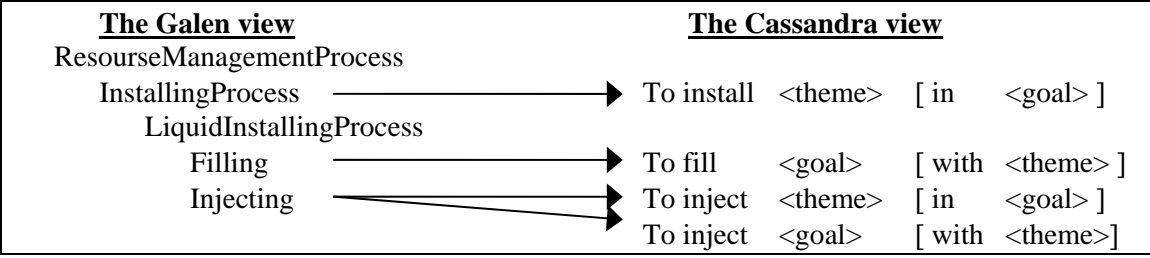 The Galen view The Cassandra view
ResourseManagementProcess
InstallingProcess To install <theme> [ in <goal> ]
LiquidInstallingProcess
Filling To fill <goal> [ with <theme> ]
Injecting To inject <theme> [ in <goal> ]
To inject <goal> [ with <theme>]